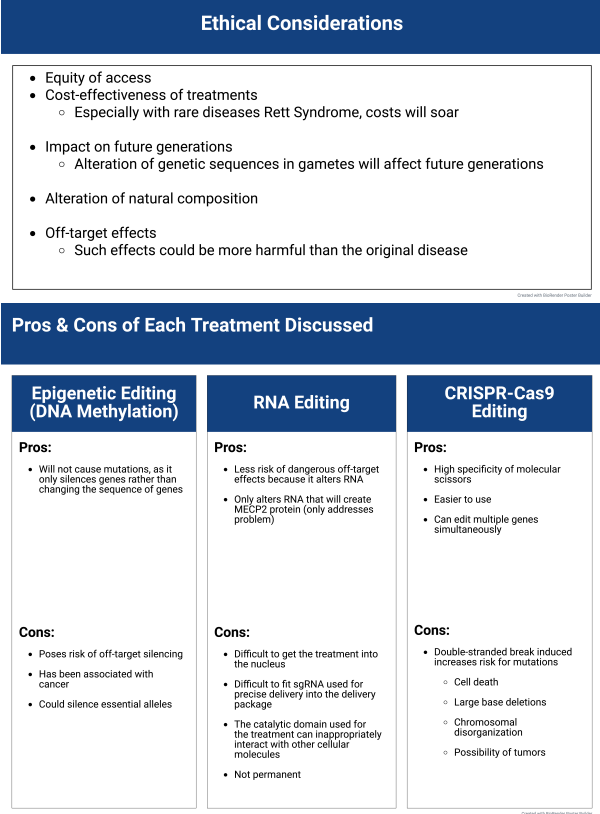 Ethical Considerations
• Equity of access
• Cost-effectiveness of treatments
○ Especially with rare diseases Rett Syndrome, costs will soar
• Impact on future generations
○ Alteration of genetic sequences in gametes will affect future generations
• Alteration of natural composition
• Off-target effects
○ Such effects could be more harmful than the original disease
Created with BioRender Poster Builder
Pros & Cons of Each Treatment Discussed
Epigenetic Editing
(DNA Methylation)
Pros:
• Will not cause mutations, as it
only silences genes rather than
changing the sequence of genes
Cons:
• Poses risk of off-target silencing
• Has been associated with
cancer
• Could silence essential alleles
RNA Editing
Pros:
• Less risk of dangerous off-target
effects because it alters RNA
• Only alters RNA that will create
MECP2 protein (only addresses
problem)
Cons:
• Difficult to get the treatment into
the nucleus
• Difficult to fit sgRNA used for
precise delivery into the delivery
package
• The catalytic domain used for
the treatment can inappropriately
interact with other cellular
molecules
• Not permanent
CRISPR-Cas9
Editing
Pros:
• High specificity of molecular
scissors
• Easier to use
• Can edit multiple genes
simultaneously
Cons:
• Double-stranded break induced
increases risk for mutations
○ Cell death
○ Large base deletions
○ Chromosomal
disorganization
○ Possibility of tumors
Created with BioRender Poster Builder